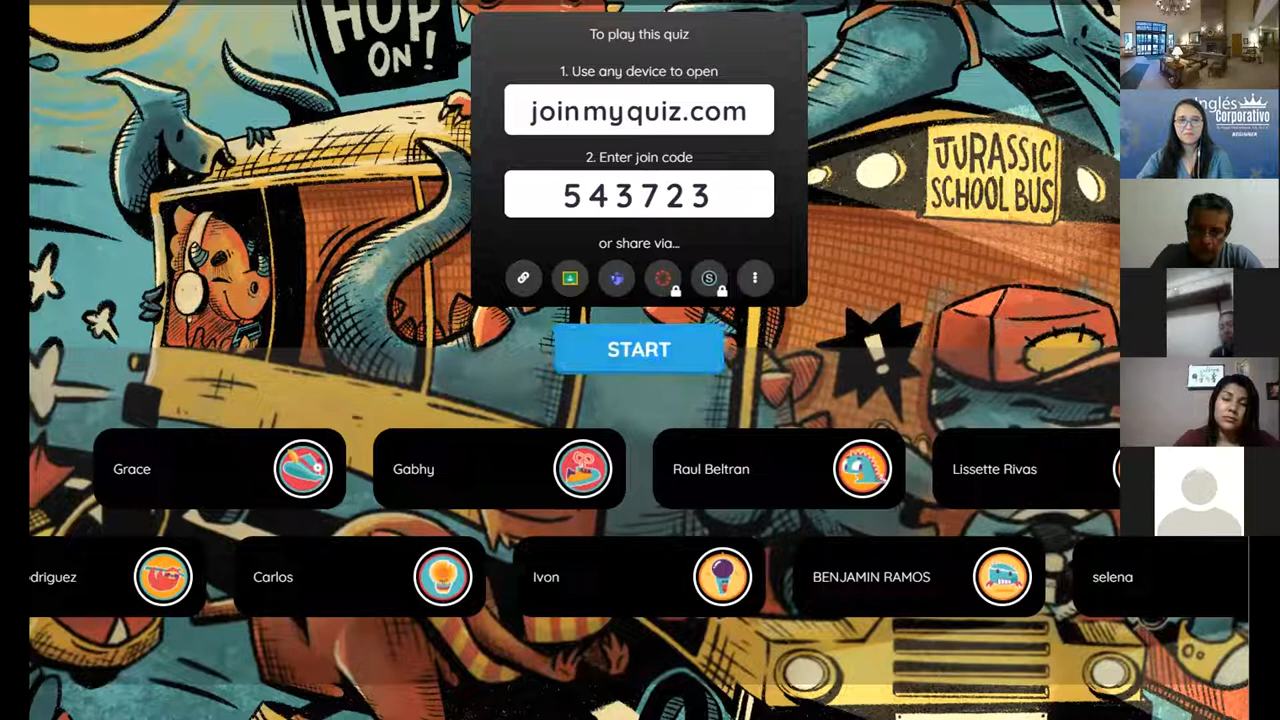 HOP
ON!
To play this quiz
1. Use any device to open
joinmyquiz.com
2. Enter join code
543723
or share via...
START
JURASSIC
SCHOOL BUS
Inglés
Corporativo
BEGINNER
Grace
Gabhy
Raul Beltran
Lissette Rivas
driguez
Carlos
Ivon
BENJAMIN RAMOS
selena